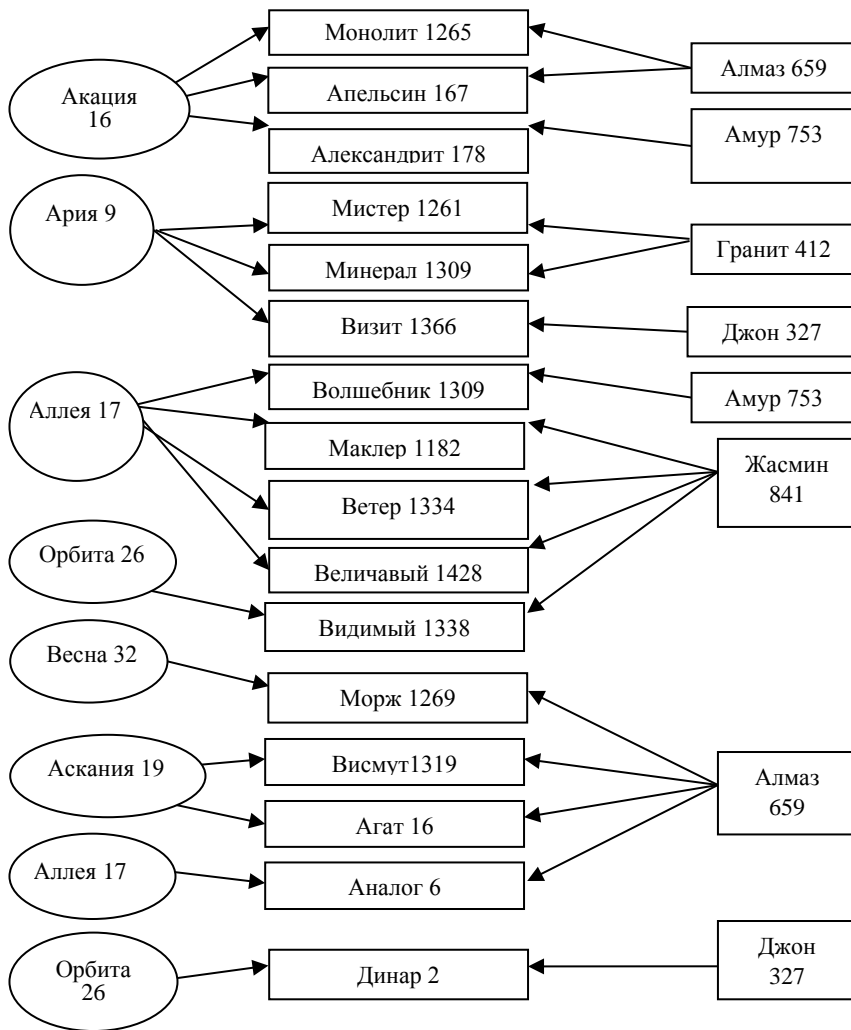 Монолит 1265
Алмаз 659
Акация
16
Апельсин 167
Амур 753
Александрит 178
Ария 9
Мистер 1261
Гранит 412
Минерал 1309
Визит 1366
Джон 327
Волшебник 1309
Амур 753
Аллея 17
Маклер 1182
Жасмин
841
Ветер 1334
Орбита 26
Величавый 1428
Видимый 1338
Весна 32
Морж 1269
Аскания 19
Висмут1319
Алмаз
659
Агат 16
Аллея 17
Аналог 6
Орбита
26
Динар 2
Джон
327